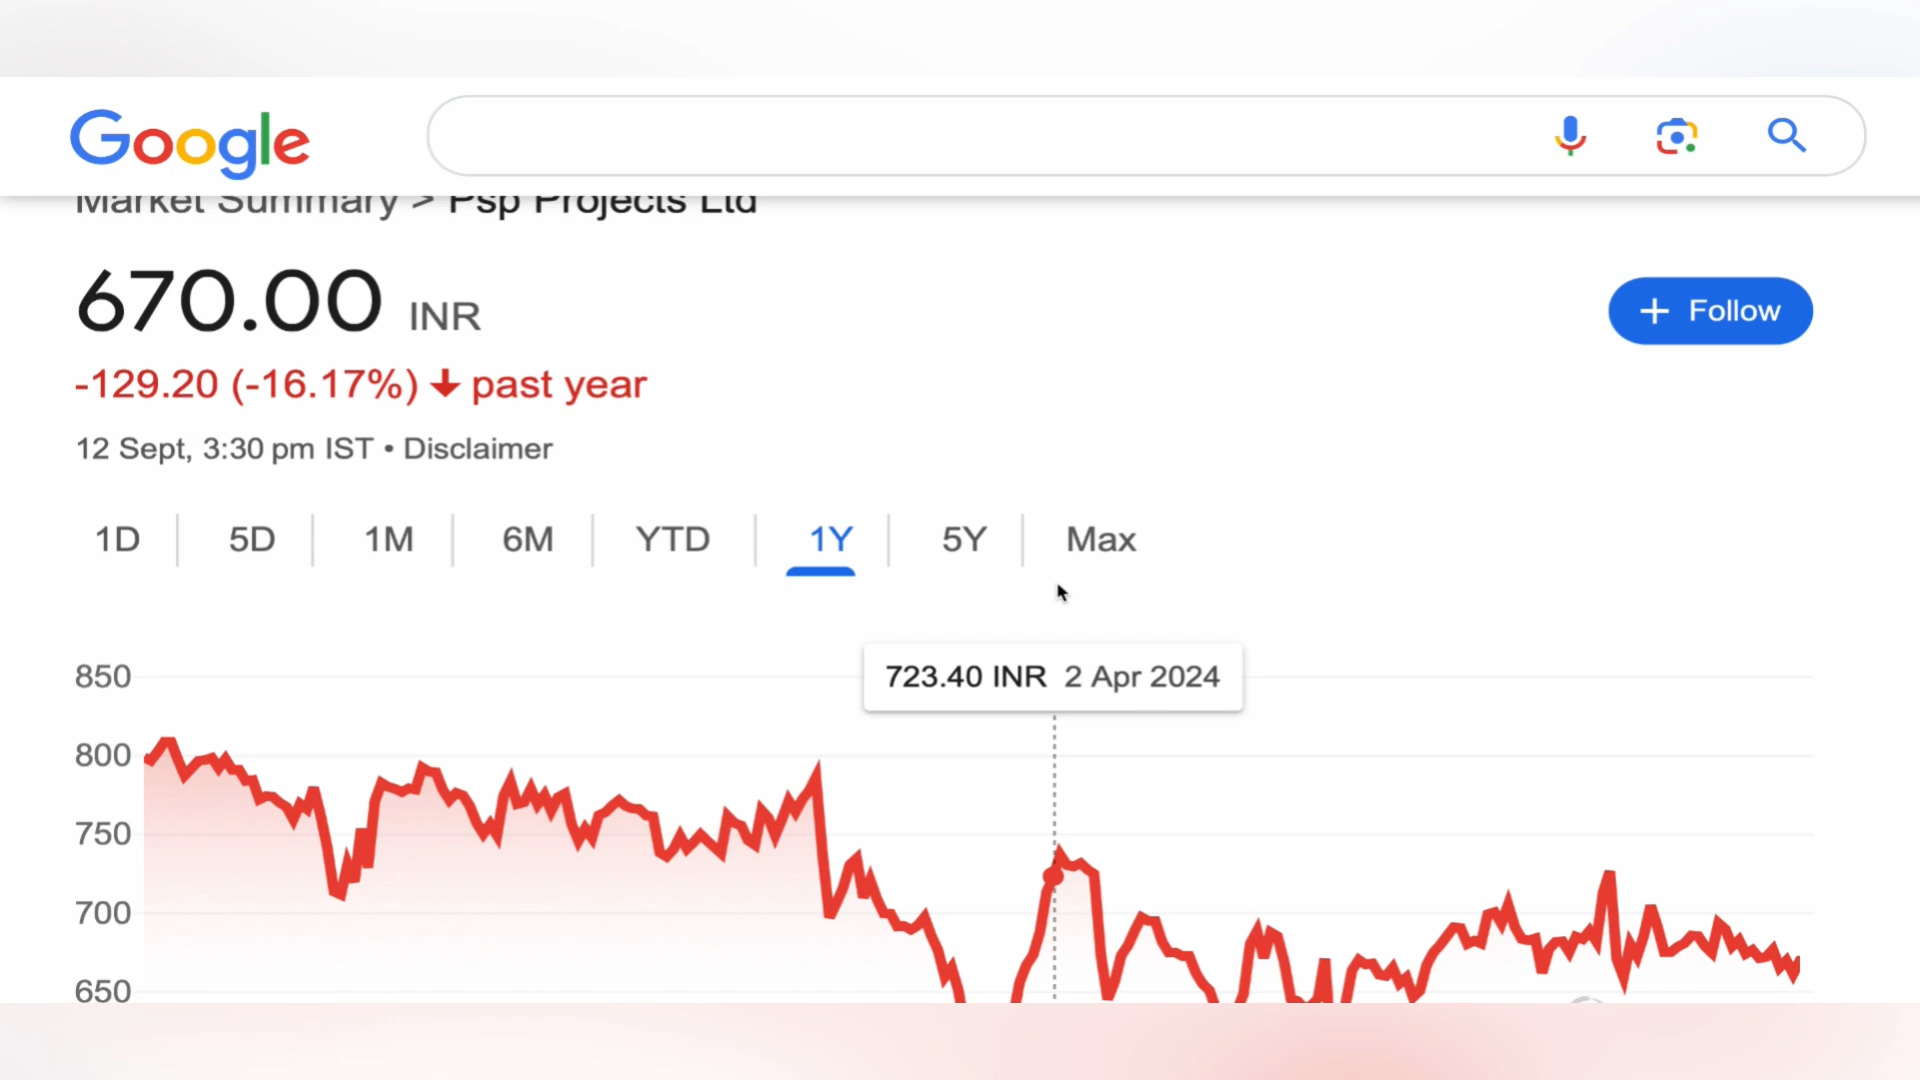 Google
Market Summary > Psp Projects Ltd
670.00 INR
+ Follow
-129.20 (-16.17%) ↓ past year
12 Sept, 3:30 pm IST • Disclaimer
1D 5D 1M 6M YTD 1Y 5Y Max
723.40 INR 2 Apr 2024
850
800
750
700
650